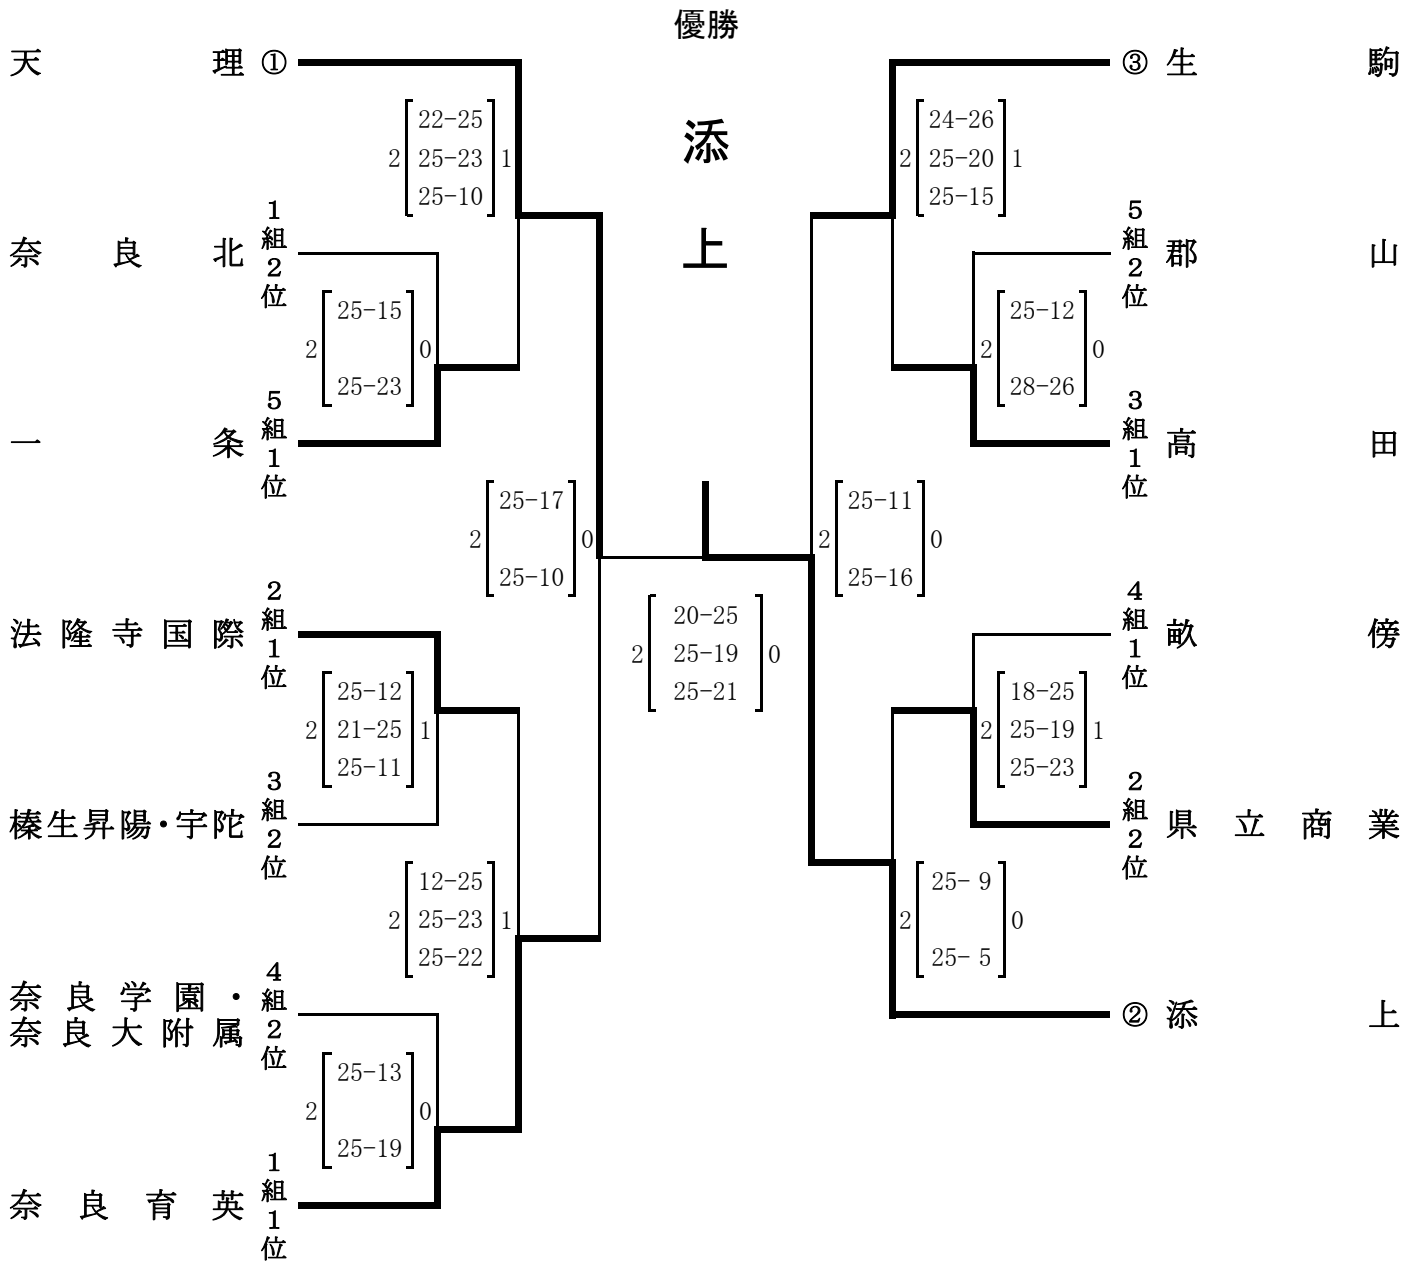 優勝
添上
天理 ①
22-25
2 25-23 1
25-10
奈良北 1組2位
25-15
2 0
25-23
一条 5組1位
25-17
2 0
25-10
法隆寺国際 2組1位
25-12
2 21-25 1
25-11
榛生昇陽・宇陀 3組2位
12-25
2 25-23 1
25-22
奈良学園・
奈良大附属 4組2位
25-13
2 0
25-19
奈良育英 1組1位
20-25
2 25-19 0
25-21
③ 生駒
24-26
2 25-20 1
25-15
5組2位 郡山
25-12
2 0
28-26
3組1位 高田
25-11
2 0
25-16
4組1位 畝傍
18-25
2 25-19 1
25-23
2組2位 県立商業
25- 9
2 0
25- 5
② 添上